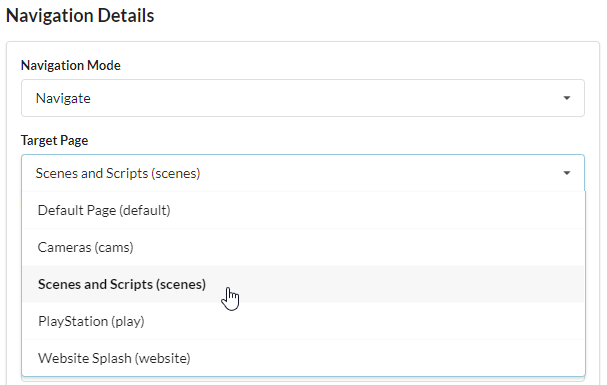 Navigation Details
Navigation Mode
Navigate
Target Page
Scenes and Scripts (scenes)
Default Page (default)
Cameras (cams)
Scenes and Scripts (scenes)
PlayStation (play)
Website Splash (website)